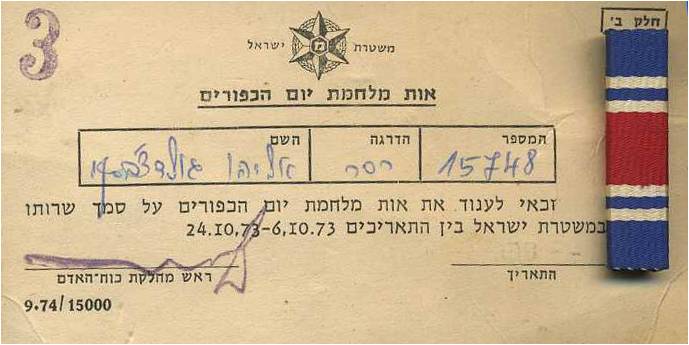 3
חלק ב'
משטרת ישראל
אות מלחמת יום הכפורים
המספר הדרגה השם
15748 רסר אליהו
זכאי לענוד את אות מלחמת יום הכפורים על סמך שרותו
במשטרת ישראל בין התאריכים 6.10.73–24.10.73
התאריך ראש מחלקת כוח־האדם
9.74/15000